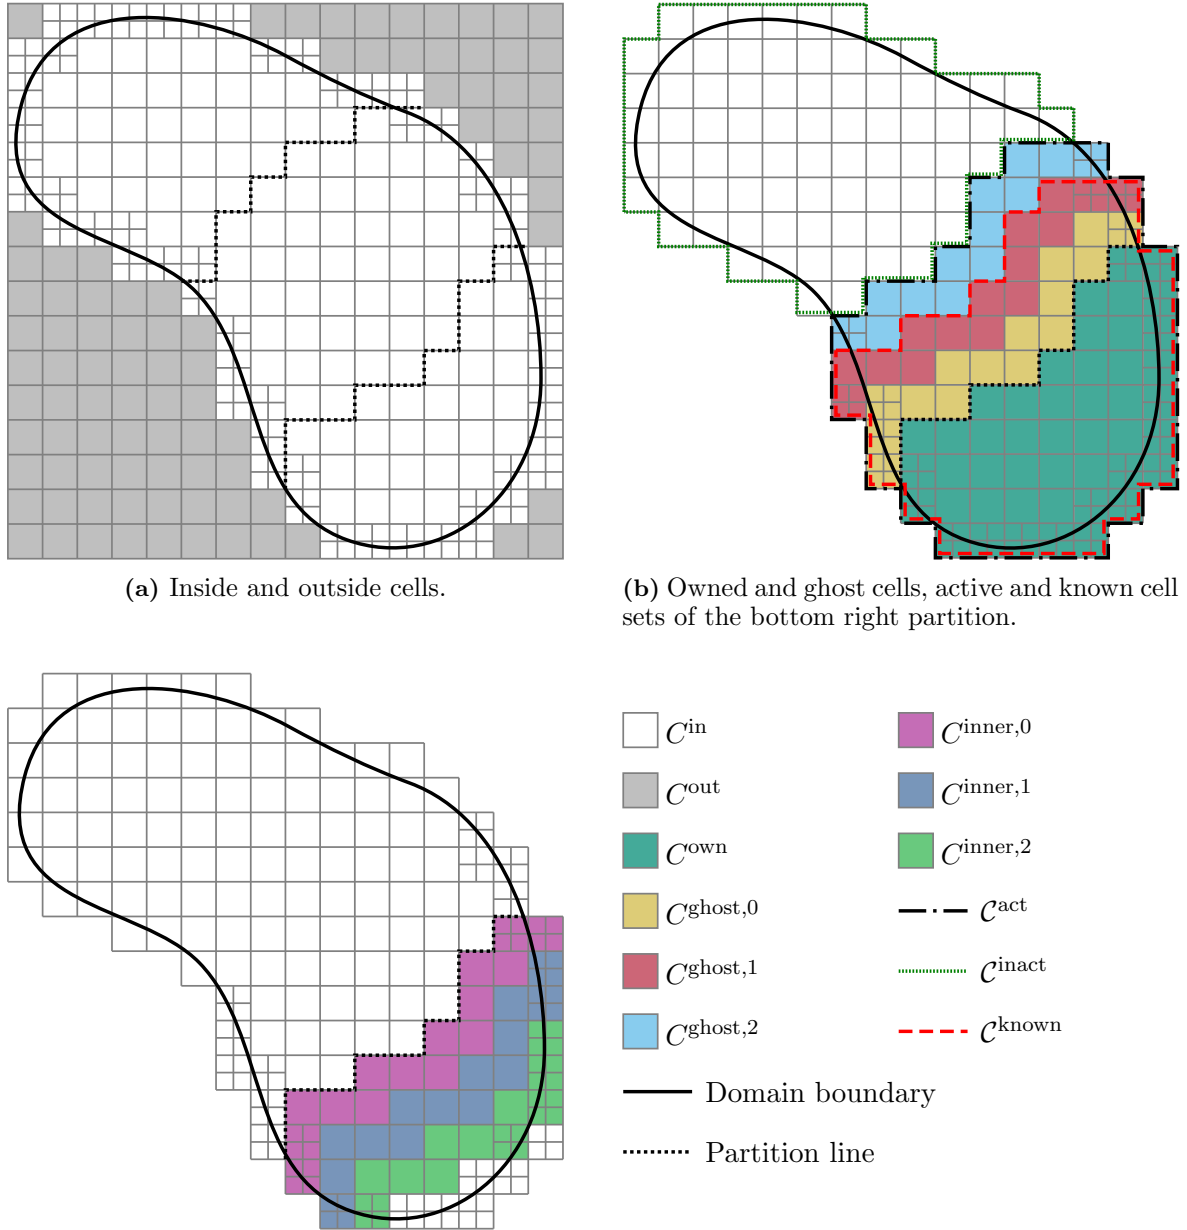 (a) Inside and outside cells.
(b) Owned and ghost cells, active and known cell
sets of the bottom right partition.
C^in
C^inner,0
C^out
C^inner,1
C^own
C^inner,2
C^ghost,0
𝒞^act
C^ghost,1
𝒞^inact
C^ghost,2
𝒞^known
Domain boundary
Partition line